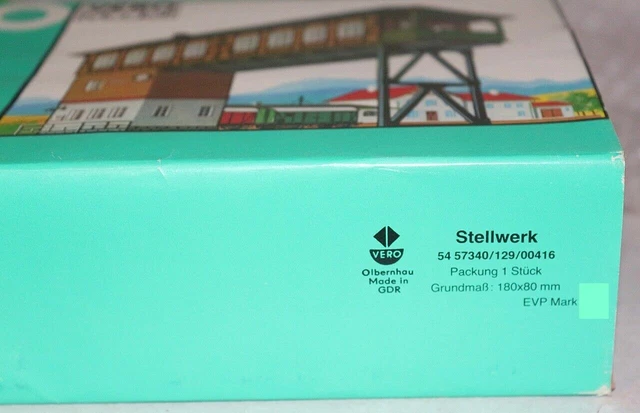 VERO
Olbernhau
Made in
GDR
Stellwerk
54 57340/129/00416
Packung 1 Stück
Grundmaß: 180x80 mm
EVP Mark